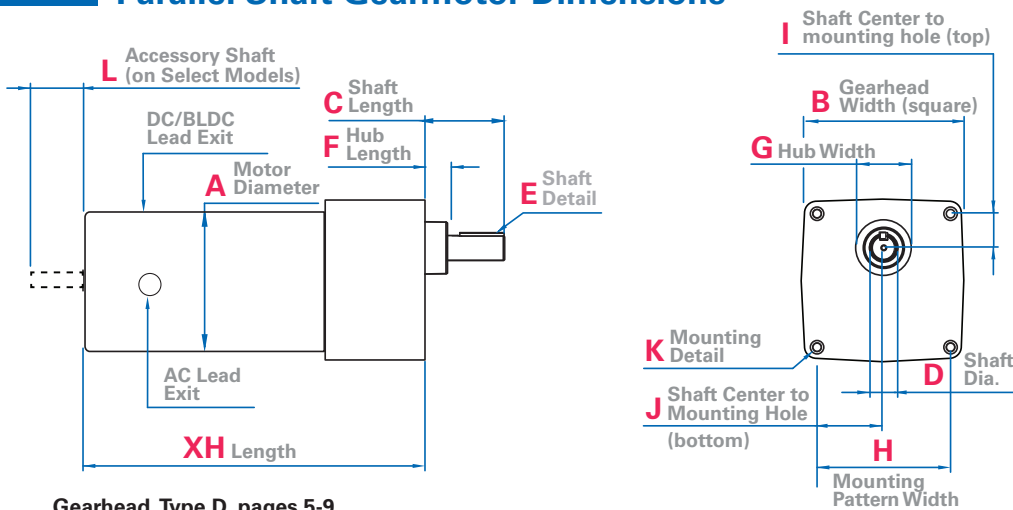 Parallel Shaft Gearmotor Dimensions
L Accessory Shaft
(on Select Models)
DC/BLDC
Lead Exit
A Motor
Diameter
C Shaft
Length
F Hub
Length
E Shaft
Detail
AC Lead
Exit
XH Length
I Shaft Center to
mounting hole (top)
B Gearhead
Width (square)
G Hub Width
K Mounting
Detail
D Shaft
Dia.
J Shaft Center to
Mounting Hole
(bottom)
H
Mounting
Pattern Width
Gearhead Type D, pages 5-9